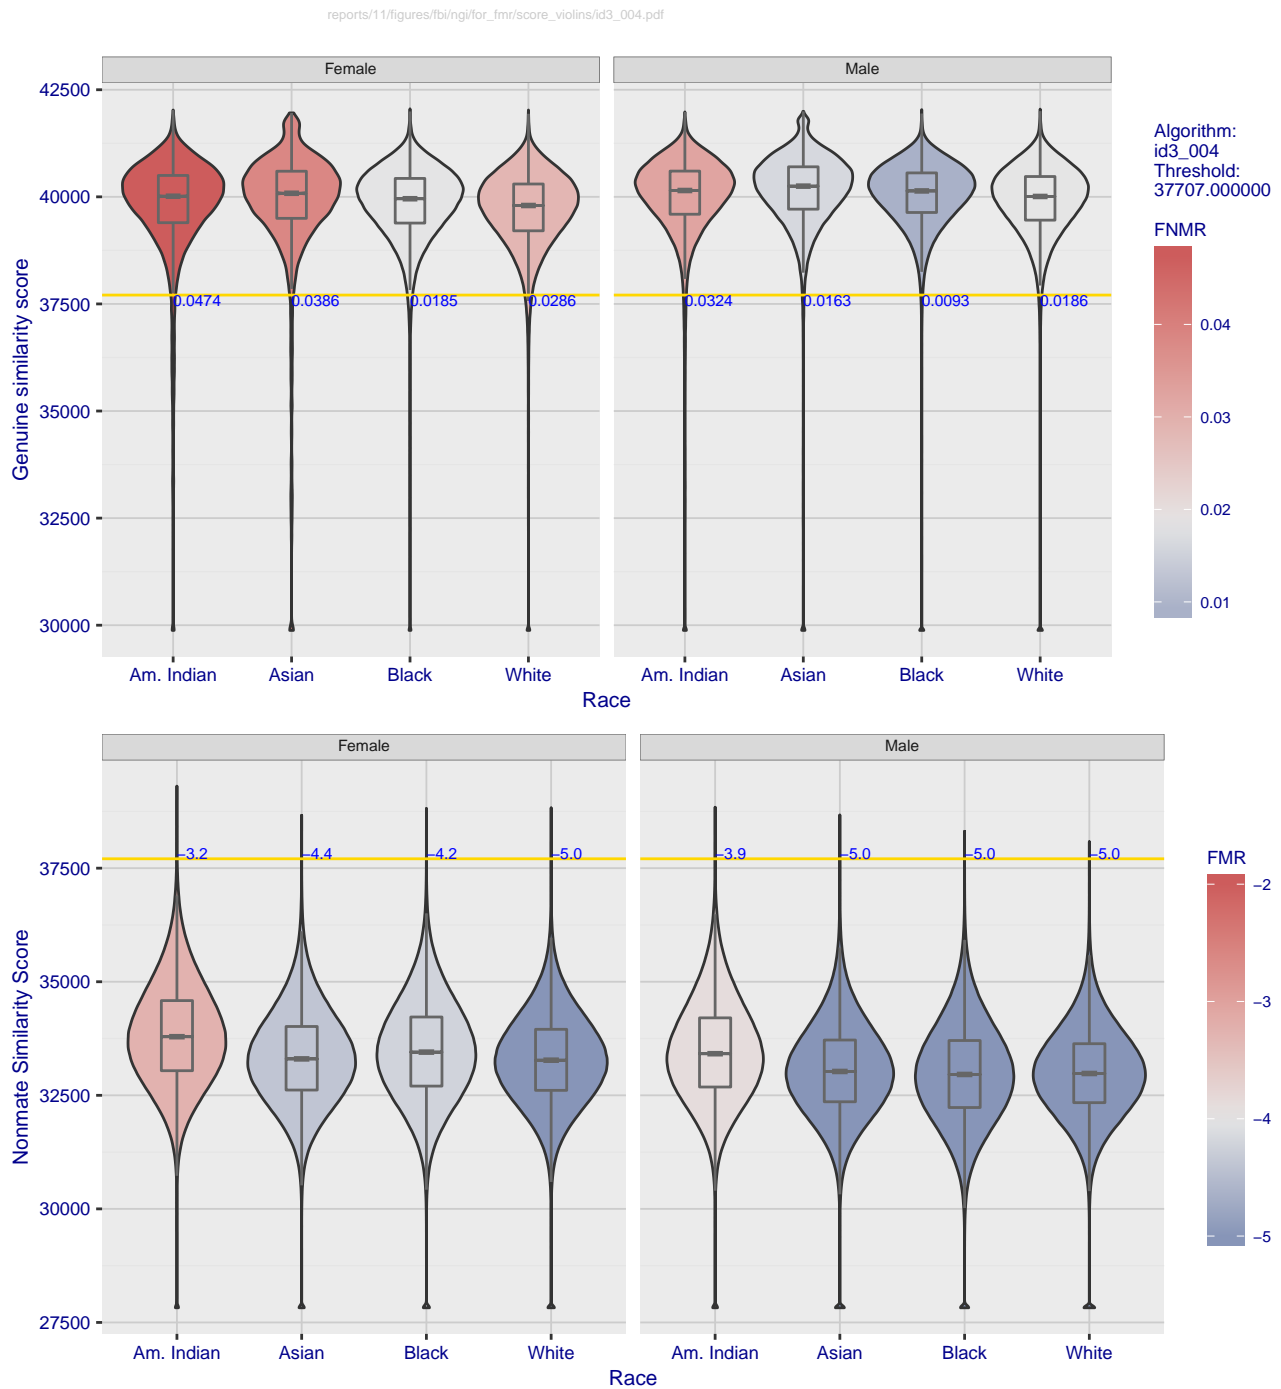 reports/11/figures/fbi/ngi/for_fmr/score_violins/id3_004.pdf
Female
Male
Genuine similarity score
42500
40000
37500
35000
32500
30000
0.0474
0.0386
0.0185
0.0286
0.0324
0.0163
0.0093
0.0186
Am. Indian
Asian
Black
White
Am. Indian
Asian
Black
White
Race
Algorithm:
id3_004
Threshold:
37707.000000
FNMR
0.04
0.03
0.02
0.01
Female
Male
Nonmate Similarity Score
37500
35000
32500
30000
27500
−3.2
−4.4
−4.2
−5.0
−3.9
−5.0
−5.0
−5.0
Am. Indian
Asian
Black
White
Am. Indian
Asian
Black
White
Race
FMR
−2
−3
−4
−5